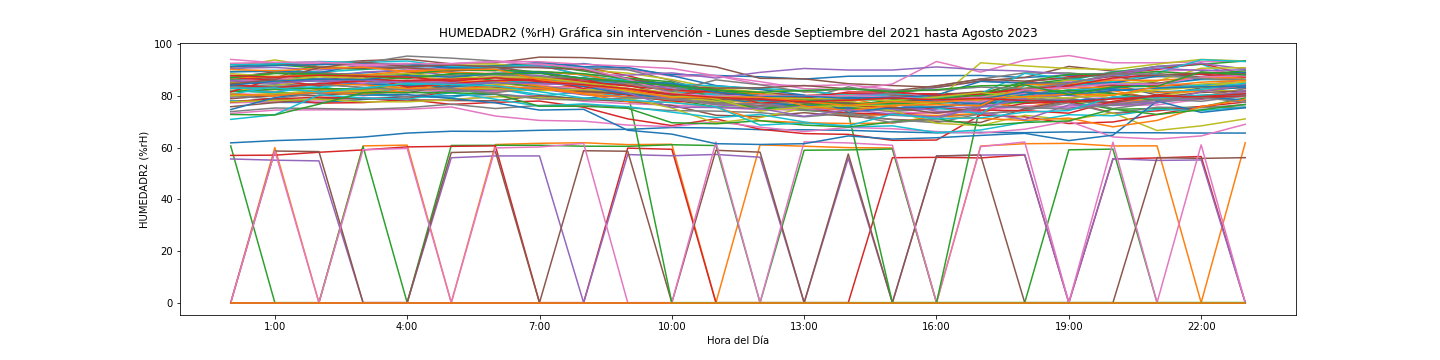 HUMEDADR2 (%rH) Gráfica sin intervención - Lunes desde Septiembre del 2021 hasta Agosto 2023
HUMEDADR2 (%rH)
100
80
60
40
20
0
1:00 4:00 7:00 10:00 13:00 16:00 19:00 22:00
Hora del Día